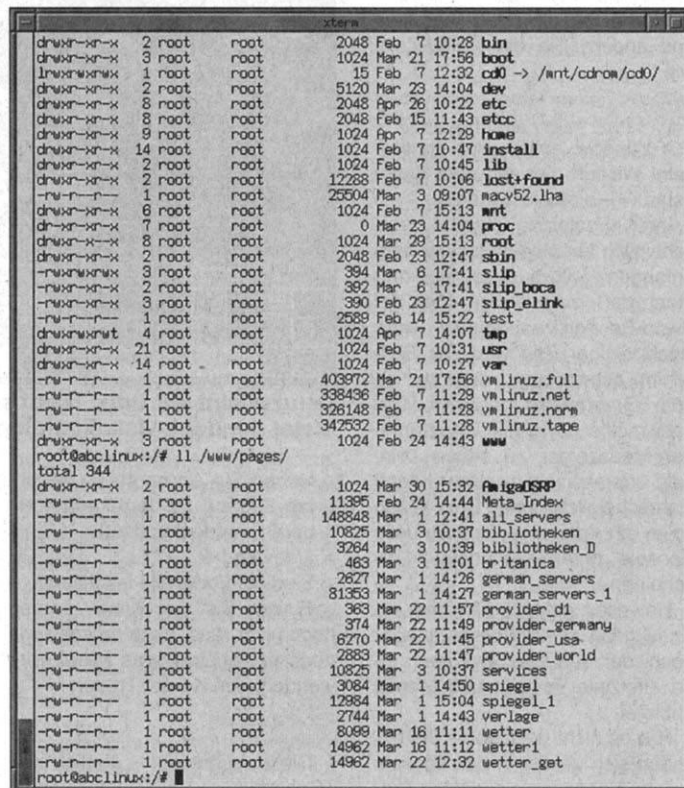 xterm
drwxr-xr-x 2 root root 2048 Feb 7 10:28 bin
drwxr-xr-x 3 root root 1024 Mar 21 17:56 boot
lrwxrwxrwx 1 root root 15 Feb 7 12:32 cd0 -> /mnt/cdrom/cd0/
drwxr-xr-x 2 root root 5120 Mar 23 14:04 dev
drwxr-xr-x 8 root root 2048 Apr 26 10:22 etc
drwxr-xr-x 8 root root 2048 Feb 15 11:43 etcc
drwxr-xr-x 9 root root 1024 Apr 7 12:29 home
drwxr-xr-x 14 root root 1024 Feb 7 10:47 install
drwxr-xr-x 2 root root 1024 Feb 7 10:45 lib
drwxr-xr-x 2 root root 12288 Feb 7 10:06 lost+found
-rw-r--r-- 1 root root 25504 Mar 3 09:07 macv52.lha
drwxr-xr-x 6 root root 1024 Feb 7 15:13 mnt
dr-xr-xr-x 7 root root 0 Mar 23 14:04 proc
drwxr-x--x 8 root root 1024 Mar 29 15:13 root
drwxr-xr-x 2 root root 2048 Feb 23 12:47 sbin
-rwxrwxrwx 3 root root 394 Mar 6 17:41 slip
-rwxr-xr-x 2 root root 392 Mar 6 17:41 slip_boca
-rwxr-xr-x 3 root root 390 Feb 23 12:47 slip_elink
-rw-r--r-- 1 root root 2589 Feb 14 15:22 test
drwxrwxrwt 4 root root 1024 Apr 7 14:07 tmp
drwxr-xr-x 21 root root 1024 Feb 7 10:31 usr
drwxr-xr-x 14 root root 1024 Feb 7 10:27 var
-rw-r--r-- 1 root root 403972 Mar 21 17:56 vmlinuz.full
-rw-r--r-- 1 root root 338436 Feb 7 11:29 vmlinuz.net
-rw-r--r-- 1 root root 326148 Feb 7 11:28 vmlinuz.norm
-rw-r--r-- 1 root root 342532 Feb 7 11:28 vmlinuz.tape
drwxr-xr-x 3 root root 1024 Feb 24 14:43 www
root@abclinux:/# ll /www/pages/
total 344
drwxr-xr-x 2 root root 1024 Mar 30 15:32 AmigaOSRP
-rw-r--r-- 1 root root 11395 Feb 24 14:44 Meta_Index
-rw-r--r-- 1 root root 148848 Mar 1 12:41 all_servers
-rw-r--r-- 1 root root 10825 Mar 3 10:37 bibliotheken
-rw-r--r-- 1 root root 3264 Mar 3 10:39 bibliotheken_D
-rw-r--r-- 1 root root 463 Mar 3 11:01 britanica
-rw-r--r-- 1 root root 2627 Mar 1 14:26 german_servers
-rw-r--r-- 1 root root 81353 Mar 1 14:27 german_servers_1
-rw-r--r-- 1 root root 363 Mar 22 11:57 provider_d1
-rw-r--r-- 1 root root 374 Mar 22 11:49 provider_germany
-rw-r--r-- 1 root root 6270 Mar 22 11:45 provider_usa
-rw-r--r-- 1 root root 2883 Mar 22 11:47 provider_world
-rw-r--r-- 1 root root 10825 Mar 3 10:37 services
-rw-r--r-- 1 root root 3084 Mar 1 14:50 spiegel
-rw-r--r-- 1 root root 12984 Mar 1 15:04 spiegel_1
-rw-r--r-- 1 root root 2744 Mar 1 14:43 verlage
-rw-r--r-- 1 root root 8099 Mar 16 11:11 wetter
-rw-r--r-- 1 root root 14962 Mar 16 11:12 wetter1
-rw-r--r-- 1 root root 14962 Mar 22 12:32 wetter_get
root@abclinux:/#